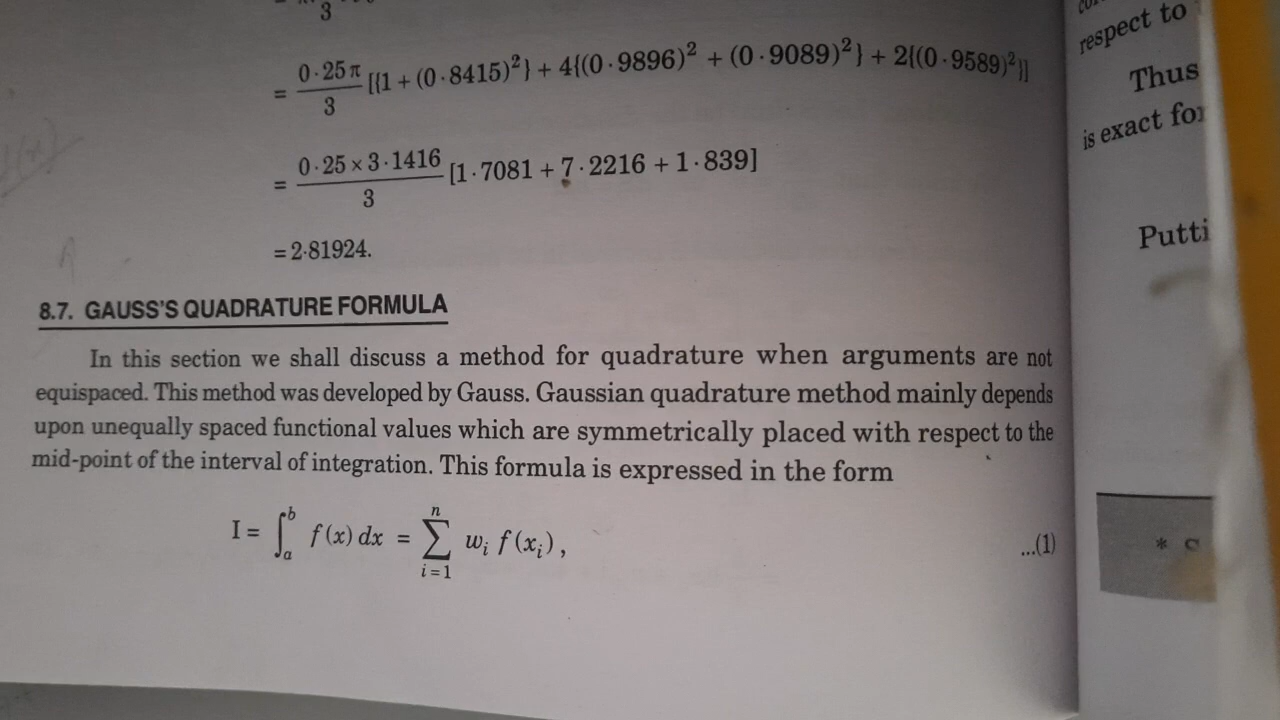 3
= 0·25π/3 [{1 + (0·8415)²} + 4{(0·9896)² + (0·9089)²} + 2{(0·9589)²}]
= 0·25 × 3·1416/3 [1·7081 + 7·2216 + 1·839]
= 2·81924.
8.7. GAUSS'S QUADRATURE FORMULA
In this section we shall discuss a method for quadrature when arguments are not
equispaced. This method was developed by Gauss. Gaussian quadrature method mainly depends
upon unequally spaced functional values which are symmetrically placed with respect to the
mid-point of the interval of integration. This formula is expressed in the form
I = ∫_a^b f(x) dx = ∑_{i=1}^n w_i f(x_i), ...(1)
respect to
Thus
is exact for
Putti
*